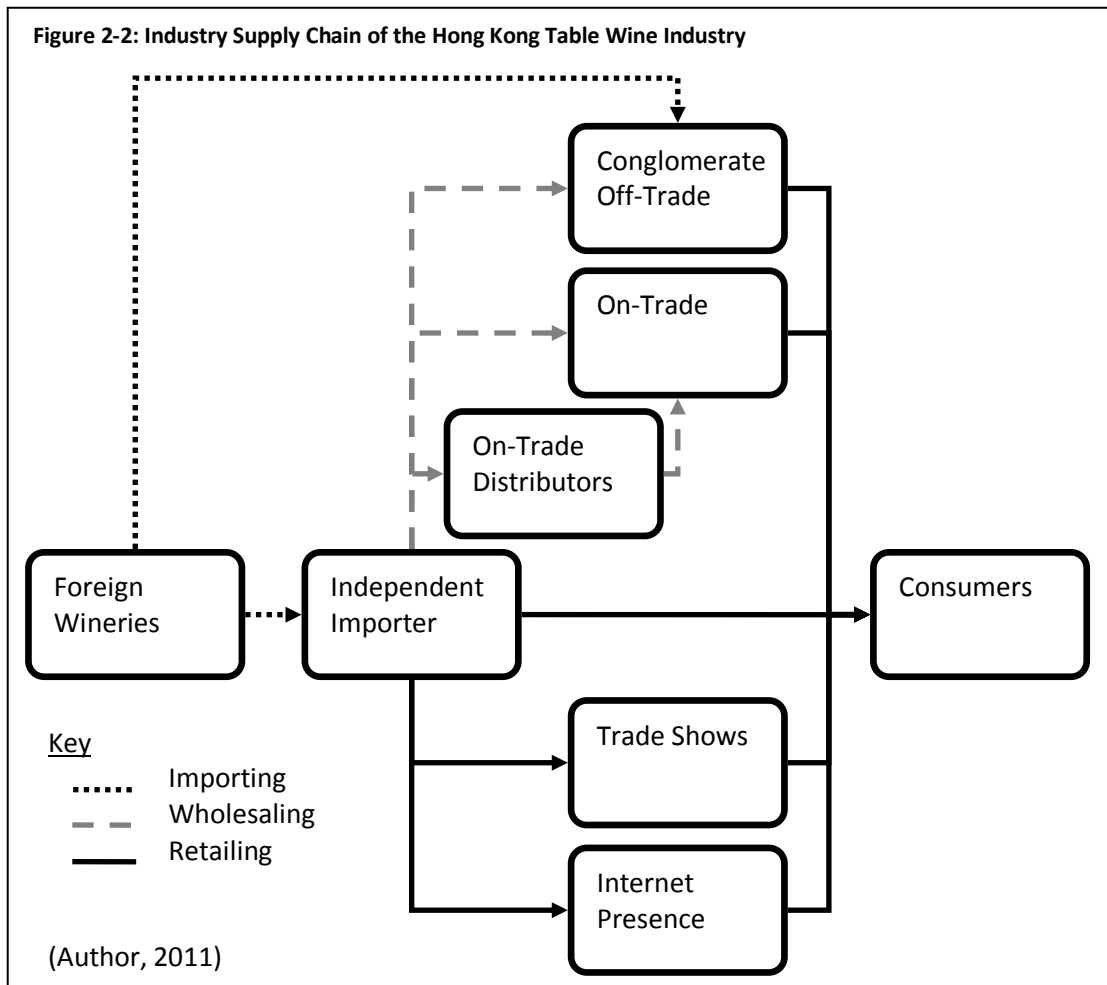 Figure 2-2: Industry Supply Chain of the Hong Kong Table Wine Industry
Conglomerate
Off-Trade
On-Trade
On-Trade
Distributors
Foreign
Wineries
Independent
Importer
Consumers
Trade Shows
Internet
Presence
Key
Importing
Wholesaling
Retailing
(Author, 2011)